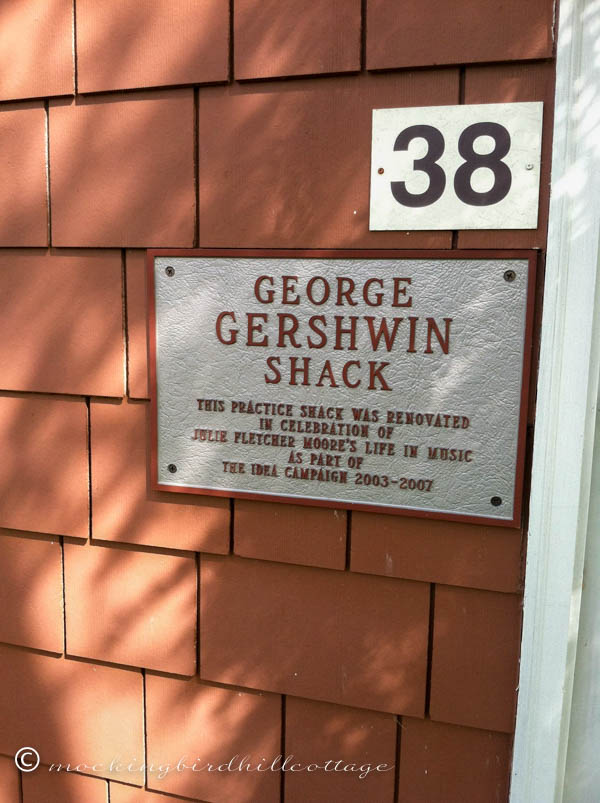 38
GEORGE
GERSHWIN
SHACK
THIS PRACTICE SHACK WAS RENOVATED
IN CELEBRATION OF
JULIE FLETCHER MOORE'S LIFE IN MUSIC
AS PART OF
THE IDEA CAMPAIGN 2003-2007
© mockingbirdhillcottage